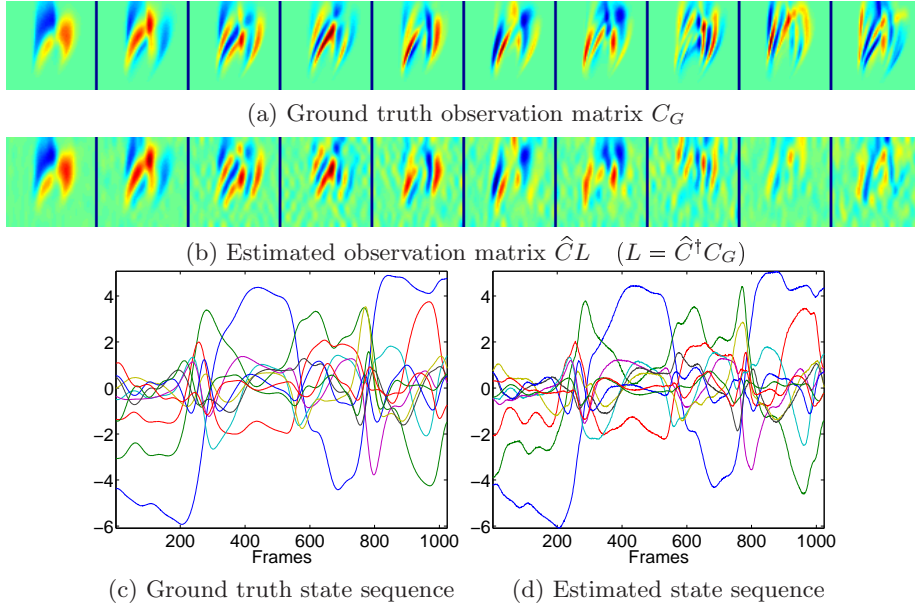 (a) Ground truth observation matrix C_G
(b) Estimated observation matrix ĈL (L = Ĉ†C_G)
4
2
0
−2
−4
−6
200 400 600 800 1000
Frames
4
2
0
−2
−4
−6
200 400 600 800 1000
Frames
(c) Ground truth state sequence
(d) Estimated state sequence